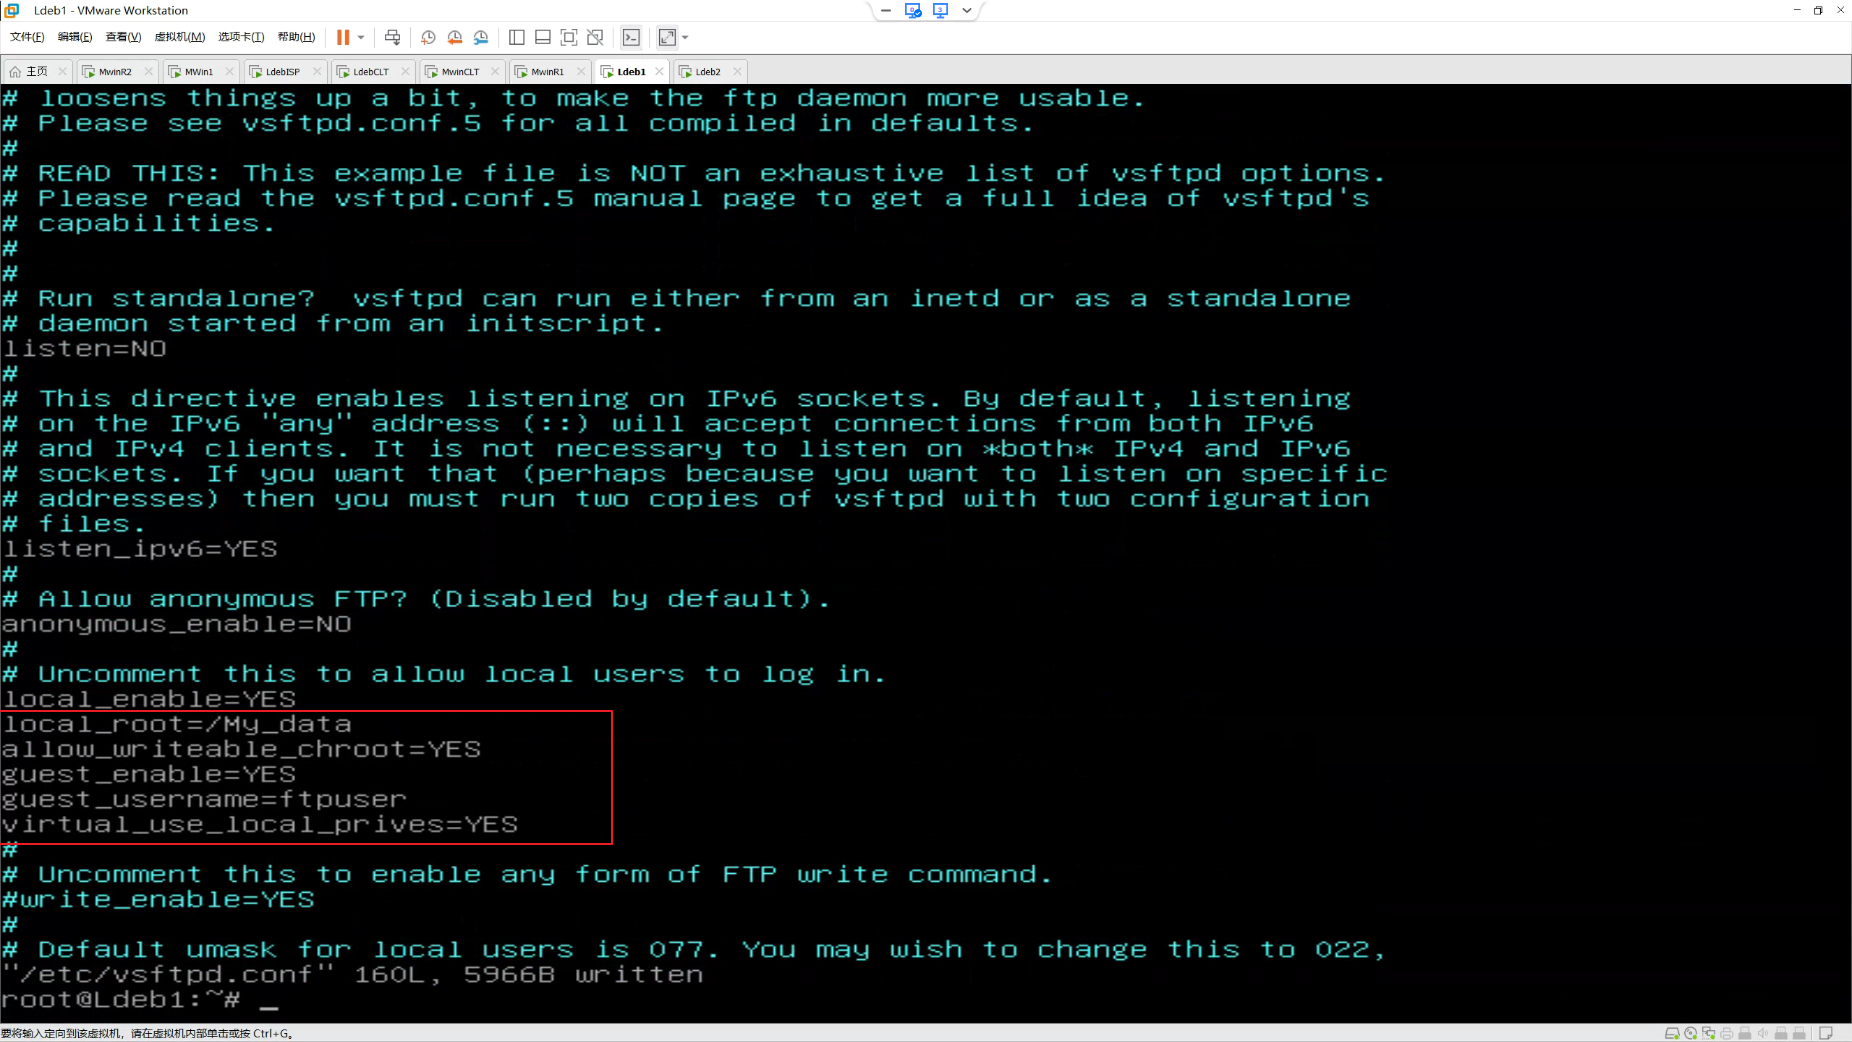 Ldeb1 - VMware Workstation
文件(F) 编辑(E) 查看(V) 虚拟机(M) 选项卡(T) 帮助(H)
主页 MwinR2 MWin1 LdebISP LdebCLT MwinCLT MwinR1 Ldeb1 Ldeb2
# loosens things up a bit, to make the ftp daemon more usable.
# Please see vsftpd.conf.5 for all compiled in defaults.
#
# READ THIS: This example file is NOT an exhaustive list of vsftpd options.
# Please read the vsftpd.conf.5 manual page to get a full idea of vsftpd's
# capabilities.
#
#
# Run standalone?  vsftpd can run either from an inetd or as a standalone
# daemon started from an initscript.
listen=NO
#
# This directive enables listening on IPv6 sockets. By default, listening
# on the IPv6 "any" address (::) will accept connections from both IPv6
# and IPv4 clients. It is not necessary to listen on *both* IPv4 and IPv6
# sockets. If you want that (perhaps because you want to listen on specific
# addresses) then you must run two copies of vsftpd with two configuration
# files.
listen_ipv6=YES
#
# Allow anonymous FTP? (Disabled by default).
anonymous_enable=NO
#
# Uncomment this to allow local users to log in.
local_enable=YES
local_root=/My_data
allow_writeable_chroot=YES
guest_enable=YES
guest_username=ftpuser
virtual_use_local_prives=YES
#
# Uncomment this to enable any form of FTP write command.
#write_enable=YES
#
# Default umask for local users is 077. You may wish to change this to 022,
"/etc/vsftpd.conf" 160L, 5966B written
root@Ldeb1:~# _
要将输入定向到该虚拟机，请在虚拟机内部单击或按 Ctrl+G。